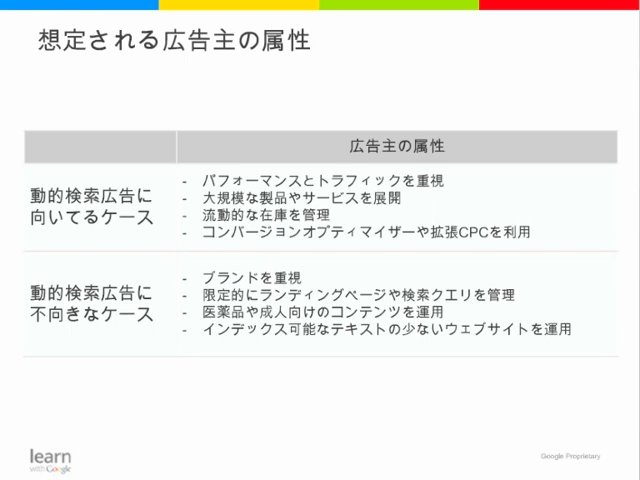 想定される広告主の属性
広告主の属性
動的検索広告に
向いてるケース
- パフォーマンスとトラフィックを重視
- 大規模な製品やサービスを展開
- 流動的な在庫を管理
- コンバージョンオプティマイザーや拡張CPCを利用
動的検索広告に
不向きなケース
- ブランドを重視
- 限定的にランディングページや検索クエリを管理
- 医薬品や成人向けのコンテンツを運用
- インデックス可能なテキストの少ないウェブサイトを運用
learn
with Google
Google Proprietary